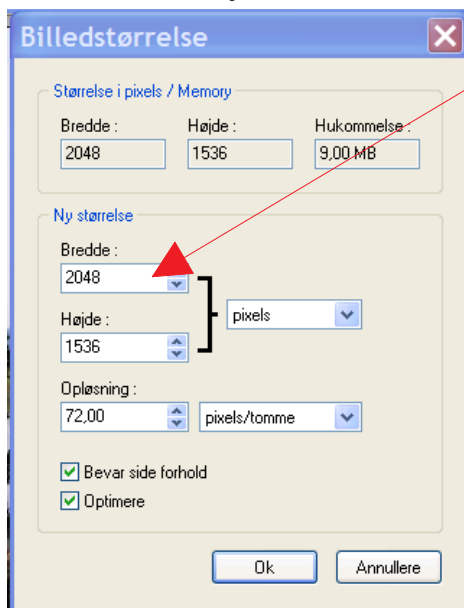 Billedstørrelse
Størrelse i pixels / Memory
Bredde : Højde : Hukommelse :
2048 1536 9,00 MB
Ny størrelse
Bredde :
2048
pixels
Højde :
1536
Opløsning :
72,00 pixels/tomme
Bevar side forhold
Optimere
Ok Annullere